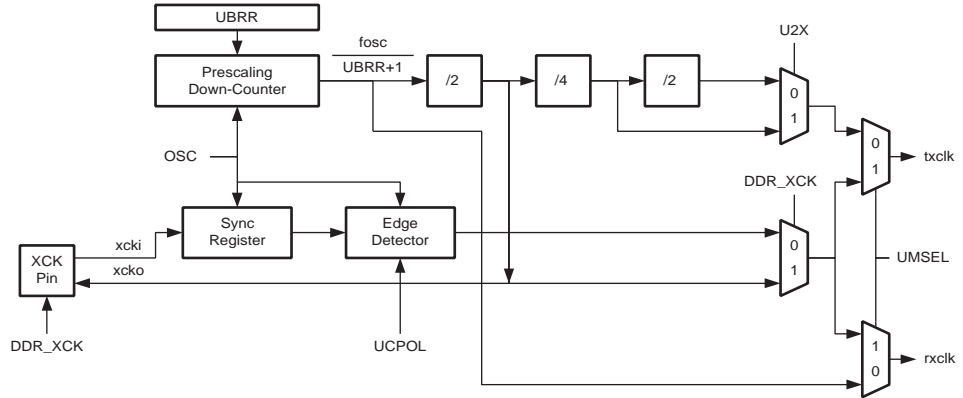 UBRR
U2X
fosc
UBRR+1
Prescaling
Down-Counter
/2
/4
/2
0
1
OSC
0
1
txclk
DDR_XCK
Sync
Register
Edge
Detector
xcki
XCK
Pin
xcko
0
1
UMSEL
DDR_XCK
UCPOL
1
0
rxclk